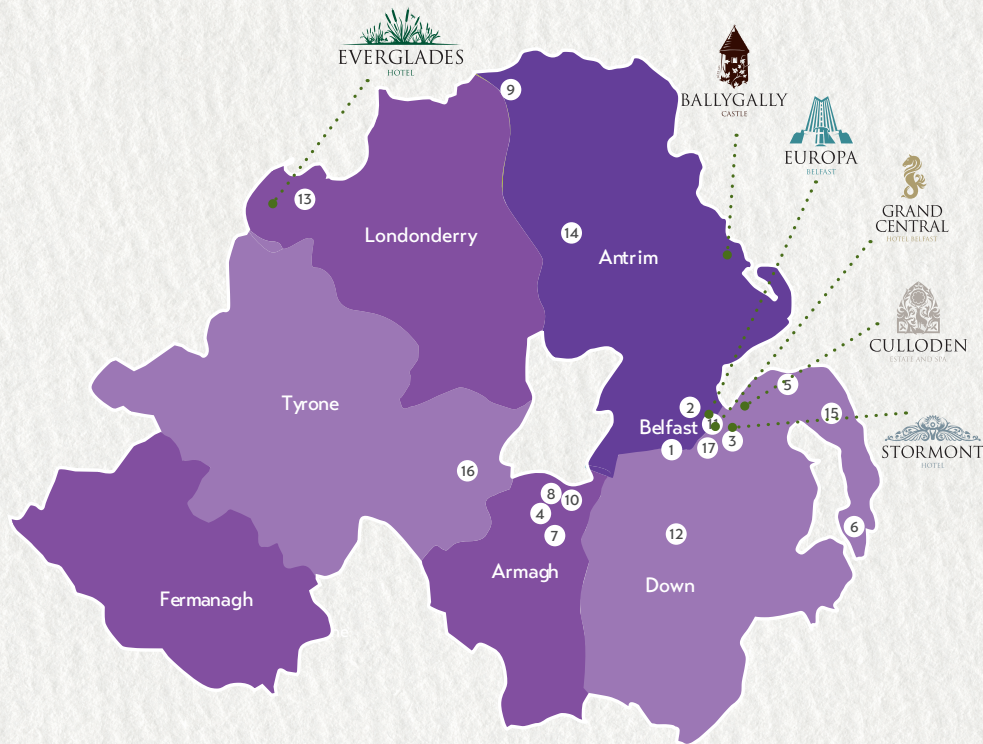 EVERGLADES
HOTEL
BALLYGALLY
CASTLE
EUROPA
BELFAST
GRAND
CENTRAL
HOTEL BELFAST
CULLODEN
ESTATE AND SPA
STORMONT
HOTEL
9
13
Londonderry
14
Antrim
5
Tyrone
2
15
Belfast
11
3
1
17
16
8
10
4
6
7
12
Armagh
Down
Fermanagh
ne